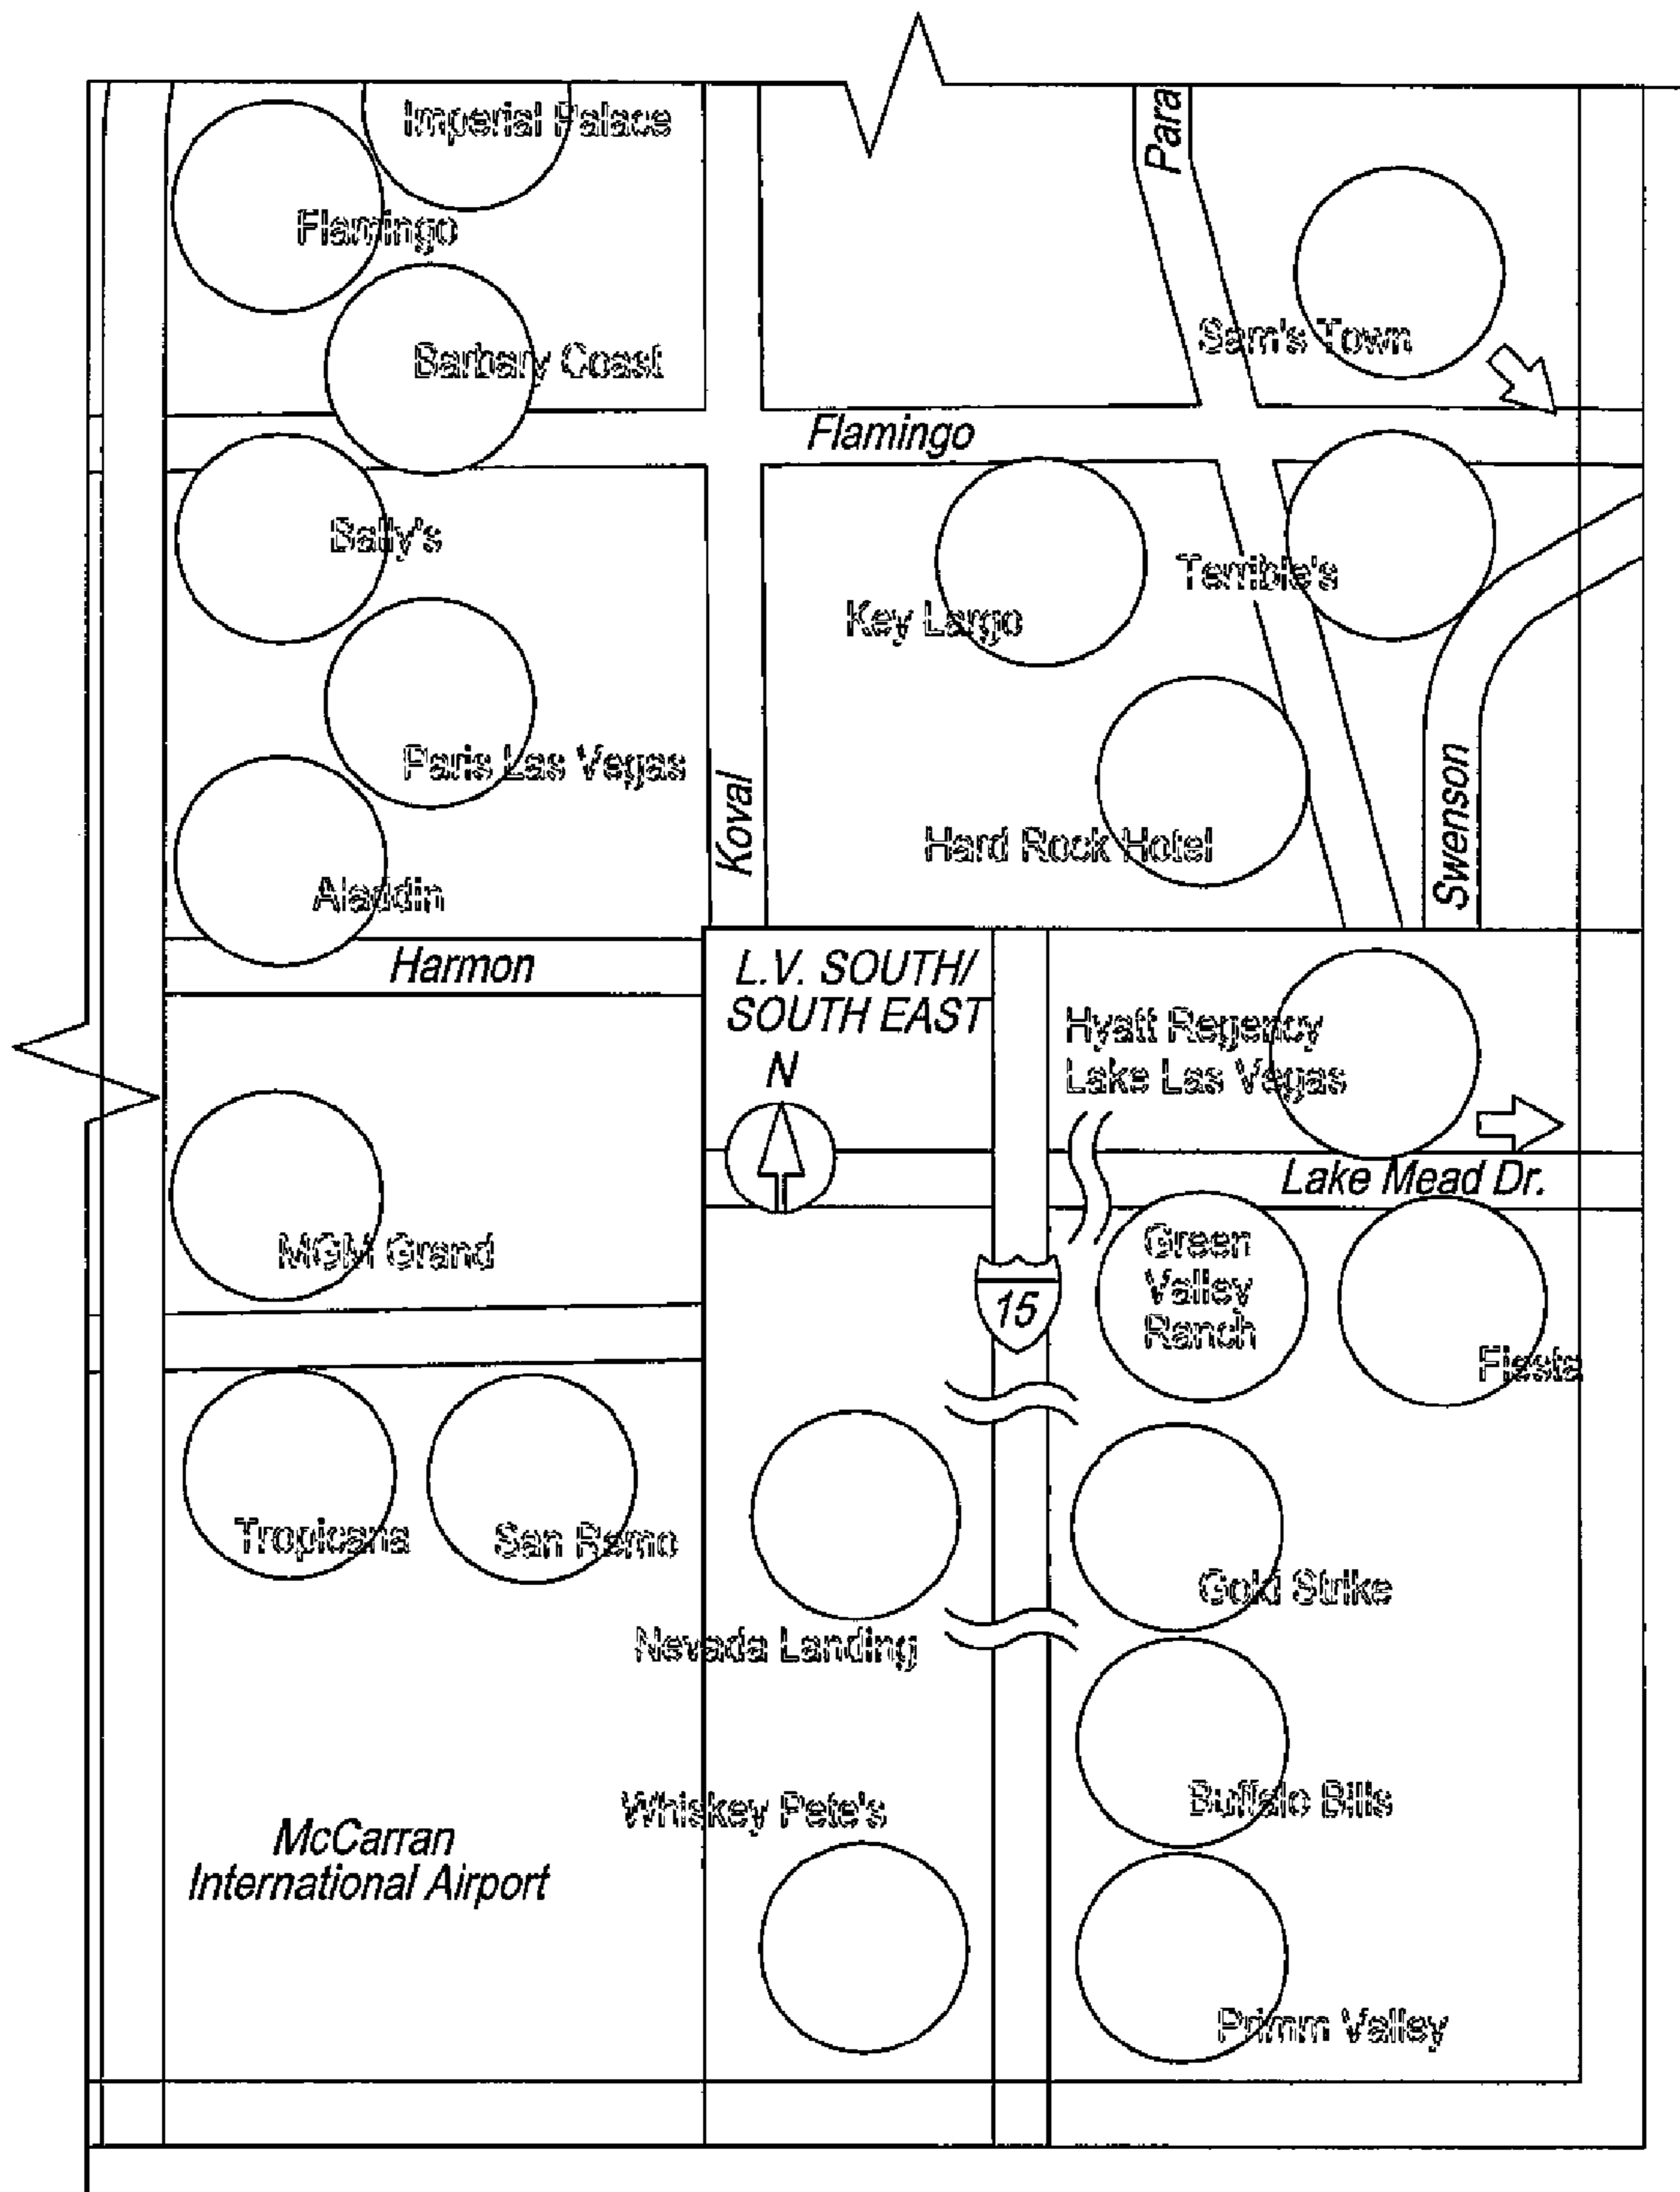 Imperial Palace
Para
Flamingo
Sam's Town
Barbary Coast
Flamingo
Bally's
Terrible's
Key Largo
Paris Las Vegas
Koval
Swenson
Hard Rock Hotel
Aladdin
Harmon
L.V. SOUTH/
SOUTH EAST
N
Hyatt Regency
Lake Las Vegas
Lake Mead Dr.
MGM Grand
Green
Valley
Ranch
15
Fiesta
Tropicana
San Remo
Gold Strike
Nevada Landing
Whiskey Pete's
Buffalo Bills
McCarran
International Airport
Primm Valley